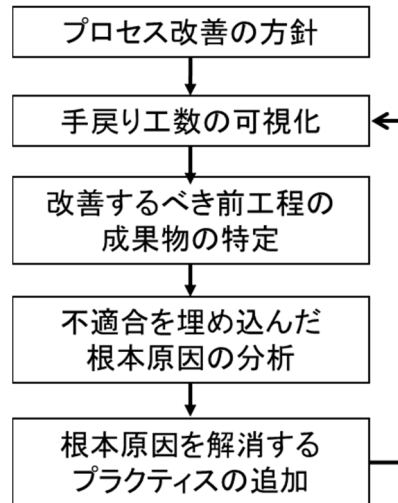 プロセス改善の方針
手戻り工数の可視化
改善するべき前工程の
成果物の特定
不適合を埋め込んだ
根本原因の分析
根本原因を解消する
プラクティスの追加